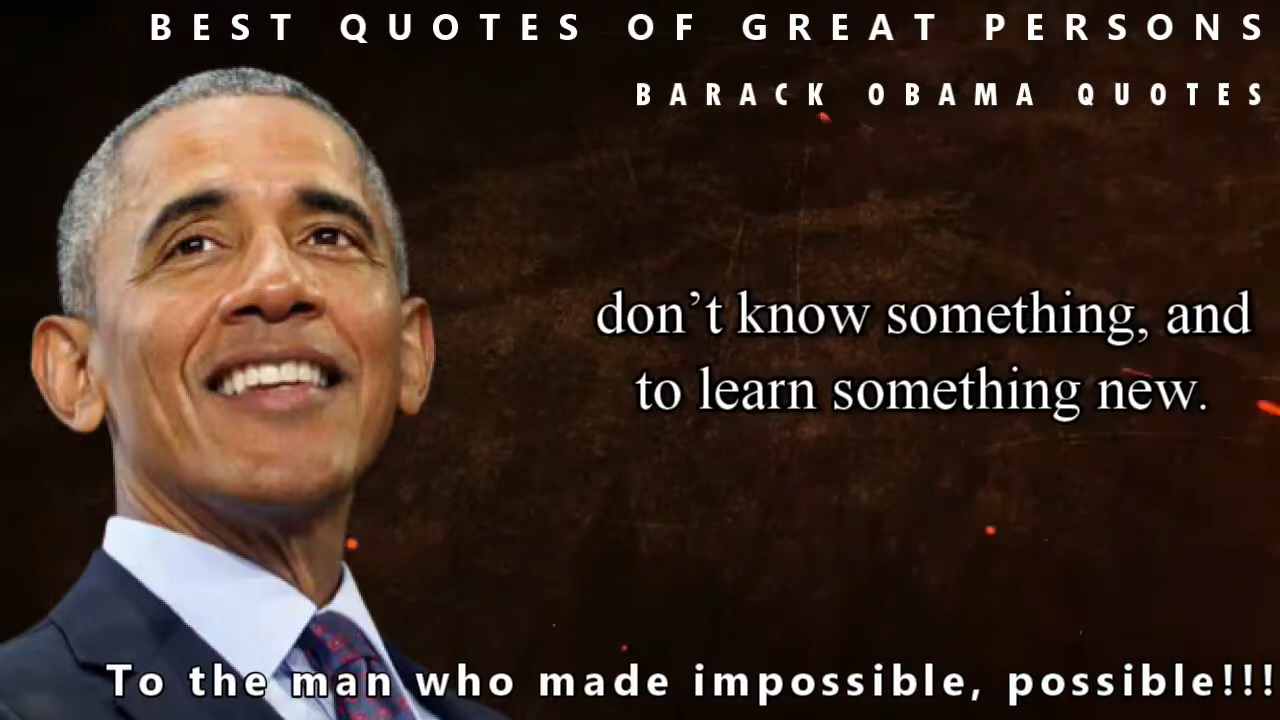 BEST QUOTES OF GREAT PERSONS
BARACK OBAMA QUOTES
don’t know something, and
to learn something new.
To the man who made impossible, possible!!!